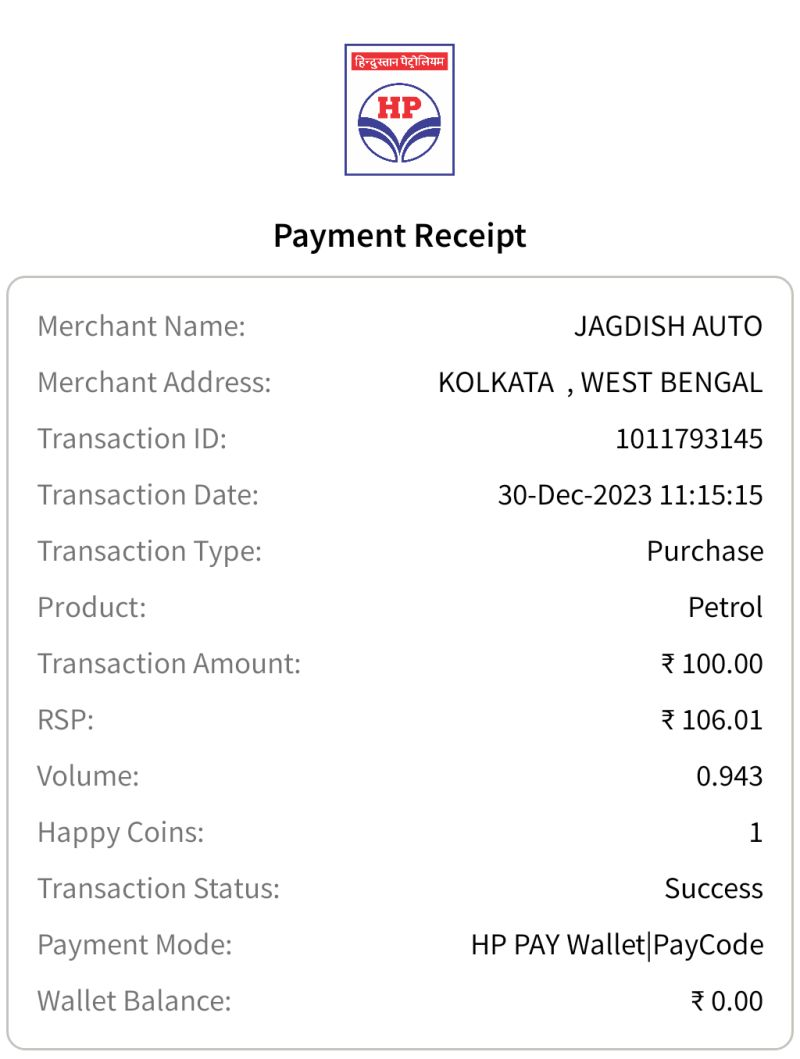 हिन्दुस्तान पेट्रोलियम
HP
Payment Receipt
Merchant Name: JAGDISH AUTO
Merchant Address: KOLKATA , WEST BENGAL
Transaction ID: 1011793145
Transaction Date: 30-Dec-2023 11:15:15
Transaction Type: Purchase
Product: Petrol
Transaction Amount: ₹ 100.00
RSP: ₹ 106.01
Volume: 0.943
Happy Coins: 1
Transaction Status: Success
Payment Mode: HP PAY Wallet|PayCode
Wallet Balance: ₹ 0.00